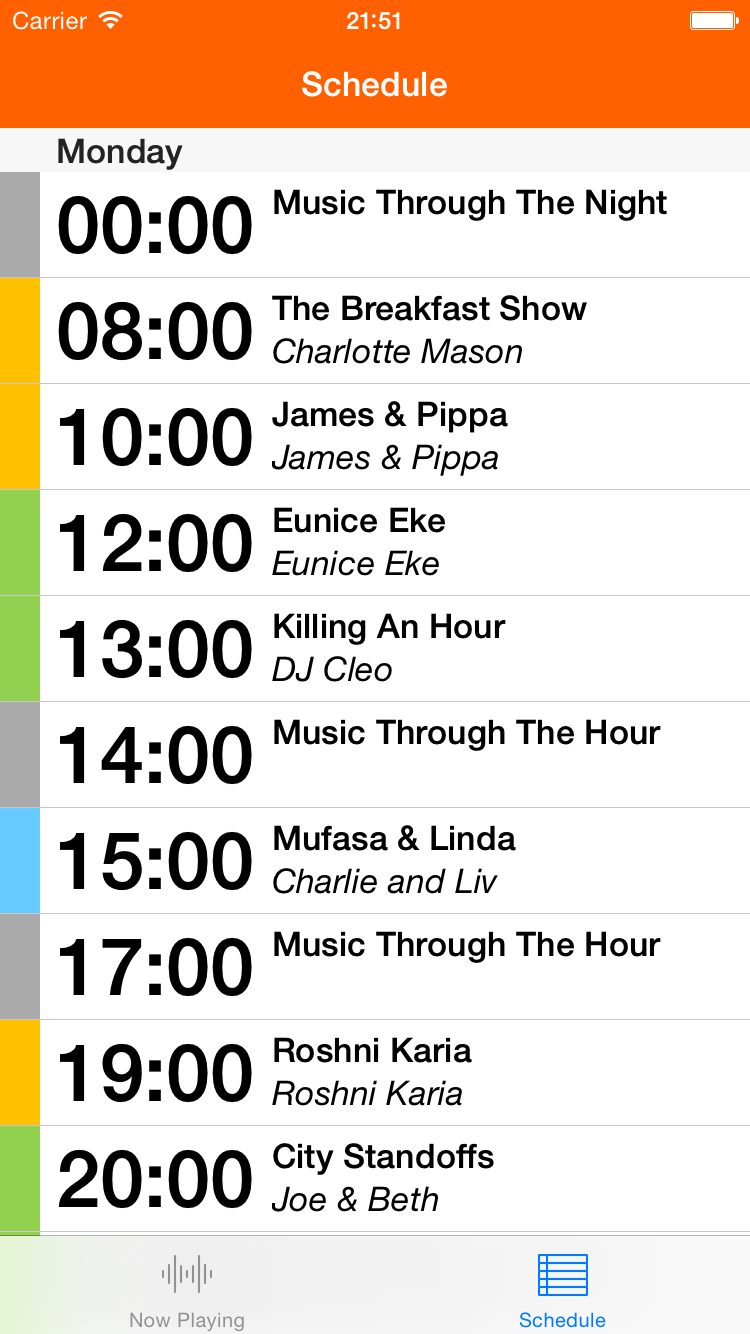 Carrier 21:51
Schedule
Monday
00:00 Music Through The Night
08:00 The Breakfast Show
Charlotte Mason
10:00 James & Pippa
James & Pippa
12:00 Eunice Eke
Eunice Eke
13:00 Killing An Hour
DJ Cleo
14:00 Music Through The Hour
15:00 Mufasa & Linda
Charlie and Liv
17:00 Music Through The Hour
19:00 Roshni Karia
Roshni Karia
20:00 City Standoffs
Joe & Beth
Now Playing Schedule